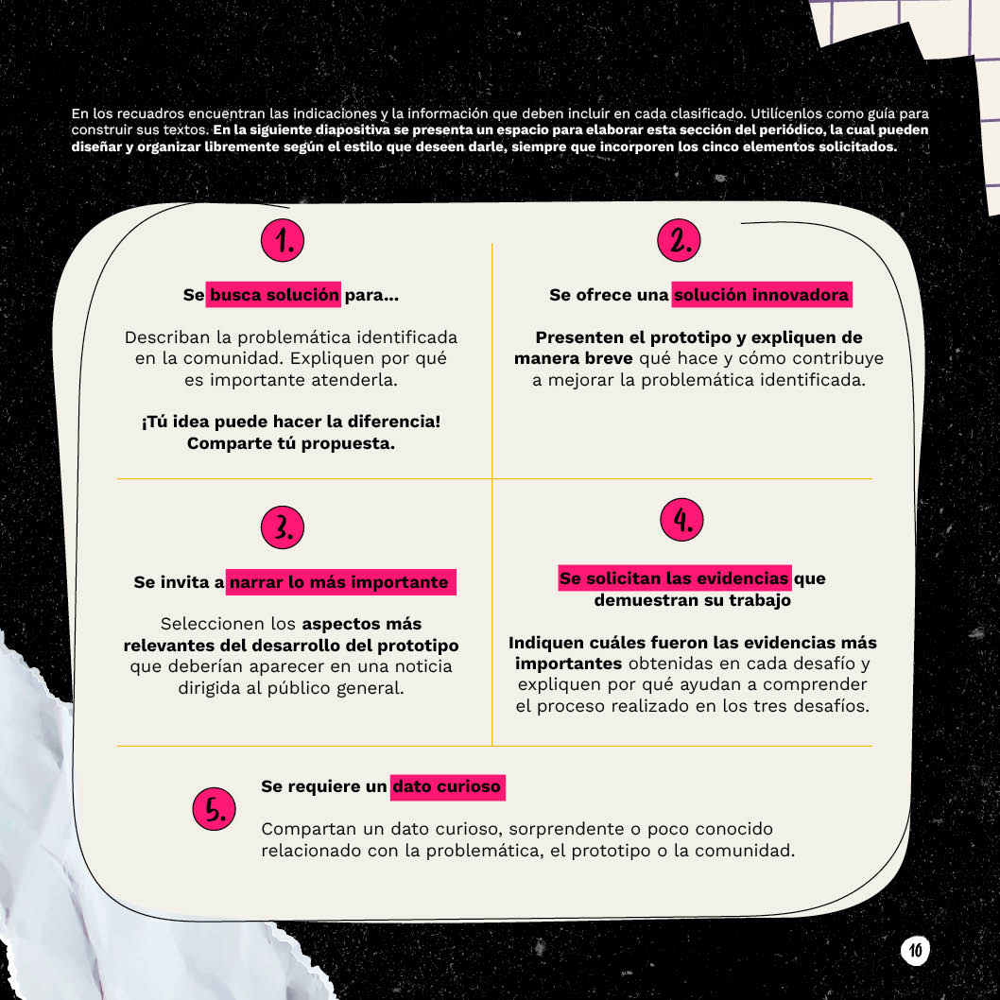 En los recuadros encuentran las indicaciones y la información que deben incluir en cada clasificado. Utilícenlos como guía para
construir sus textos. En la siguiente diapositiva se presenta un espacio para elaborar esta sección del periódico, la cual pueden
diseñar y organizar libremente según el estilo que deseen darle, siempre que incorporen los cinco elementos solicitados.
1.
Se busca solución para...
Describan la problemática identificada
en la comunidad. Expliquen por qué
es importante atenderla.
¡Tú idea puede hacer la diferencia!
Comparte tú propuesta.
2.
Se ofrece una solución innovadora
Presenten el prototipo y expliquen de
manera breve qué hace y cómo contribuye
a mejorar la problemática identificada.
3.
Se invita a narrar lo más importante
Seleccionen los aspectos más
relevantes del desarrollo del prototipo
que deberían aparecer en una noticia
dirigida al público general.
4.
Se solicitan las evidencias que
demuestran su trabajo
Indiquen cuáles fueron las evidencias más
importantes obtenidas en cada desafío y
expliquen por qué ayudan a comprender
el proceso realizado en los tres desafíos.
5.
Se requiere un dato curioso
Compartan un dato curioso, sorprendente o poco conocido
relacionado con la problemática, el prototipo o la comunidad.
10